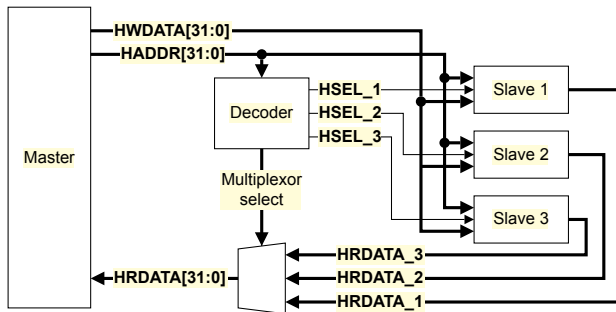 HWDATA[31:0]
HADDR[31:0]
Master
Decoder
HSEL_1
HSEL_2
HSEL_3
Slave 1
Slave 2
Slave 3
Multiplexor
select
HRDATA[31:0]
HRDATA_3
HRDATA_2
HRDATA_1